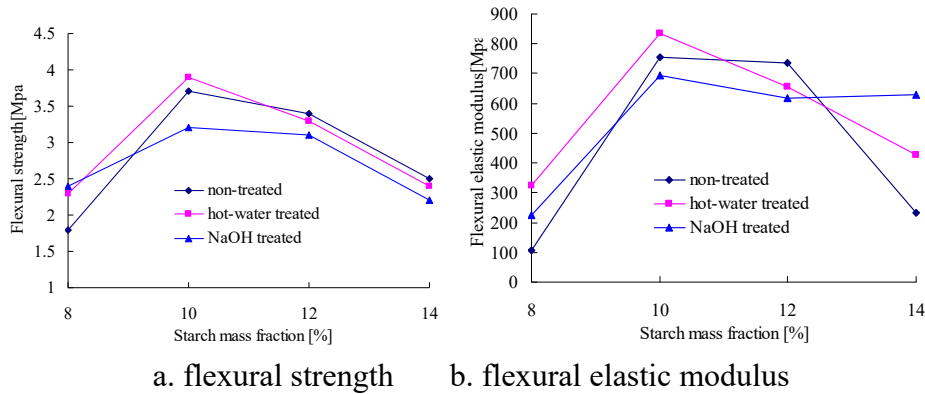 Flexural strength[Mpa
4.5
4
3.5
3
2.5
2
1.5
1
8
10
12
14
Starch mass fraction [%]
non-treated
hot-water treated
NaOH treated
Flexural elastic modulus[Mpa
900
800
700
600
500
400
300
200
100
0
8
10
12
14
Starch mass fraction [%]
non-treated
hot-water treated
NaOH treated
a. flexural strength
b. flexural elastic modulus